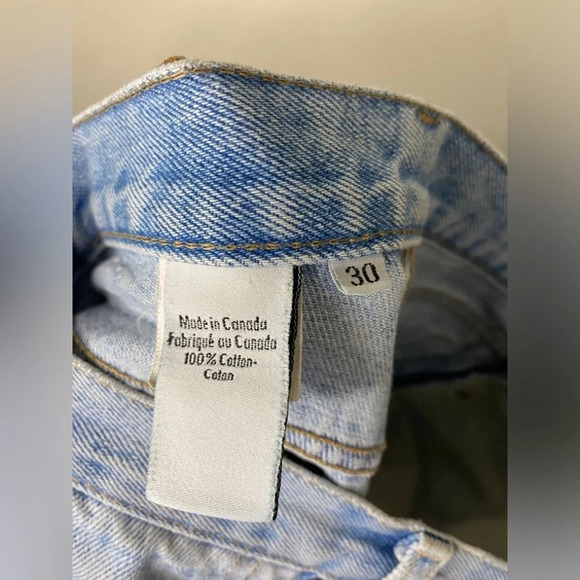 30
Made in Canada
Fabriqué au Canada
100% Cotton-
Coton